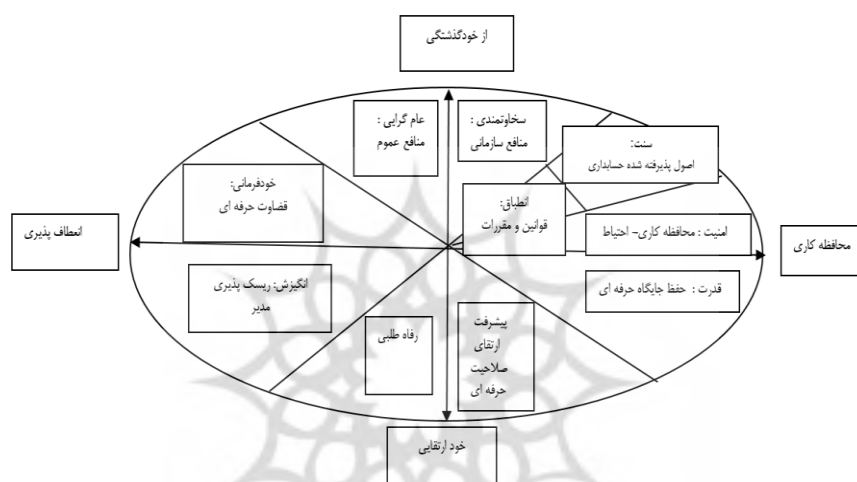 از خودگذشتگی
عام گرایی :
منافع عموم
سخاوتمندی :
منافع سازمانی
سنت:
اصول پذیرفته شده حسابداری
خودفرمانی:
قضاوت حرفه ای
انطباق:
قوانین و مقررات
محافظه کاری
امنیت : محافظه کاری- احتیاط
انعطاف پذیری
قدرت : حفظ جایگاه حرفه ای
انگیزش: ریسک پذیری
مدیر
پیشرفت
ارتقای
صلاحیت
حرفه ای
رفاه طلبی
خود ارتقایی